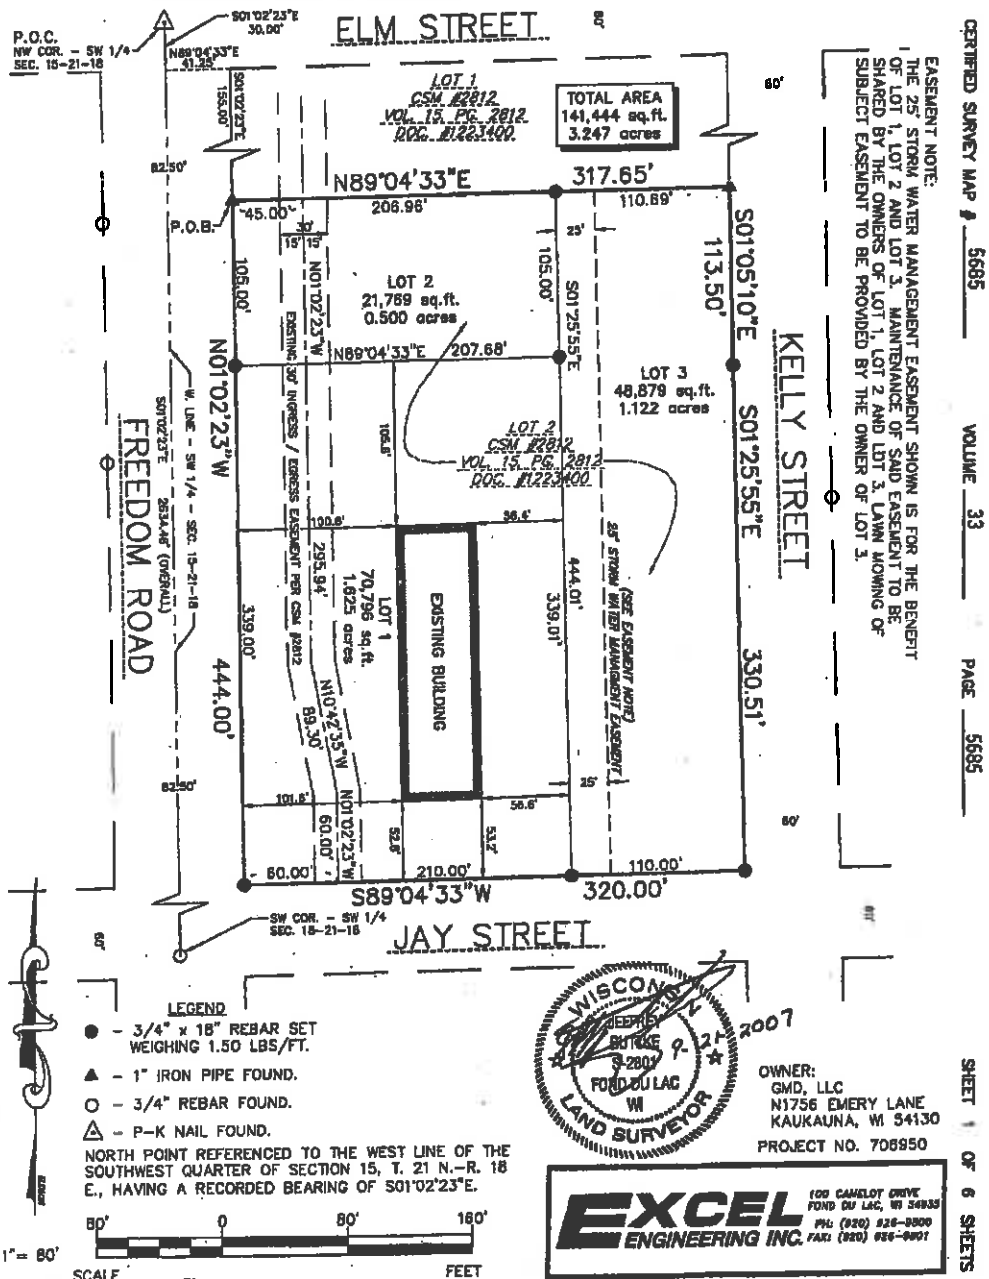 CERTIFIED SURVEY MAP # 5685
VOLUME 33
PAGE 5685
SHEET 1 OF 6 SHEETS
EASEMENT NOTE:
THE 25' STORM WATER MANAGEMENT EASEMENT SHOWN IS FOR THE BENEFIT
OF LOT 1, LOT 2 AND LOT 3. MAINTENANCE OF SAID EASEMENT TO BE
SHARED BY THE OWNERS OF LOT 1, LOT 2 AND LOT 3. LAWN MOWING OF
SUBJECT EASEMENT TO BE PROVIDED BY THE OWNER OF LOT 3.
P.O.C.
NW COR. - SW 1/4
SEC. 15-21-18
S01°02'23"E
30.00'
N89°04'33"E
41.25'
ELM STREET
80'
60'
S01°02'23"E
155.00'
82.50'
LOT 1
CSM #2812
VOL. 15, PG. 2812
DOC. #1223400
TOTAL AREA
141,444 sq.ft.
3.247 acres
N89°04'33"E 317.65'
45.00'
206.96'
110.69'
P.O.B.
30'
15' 15'
25'
105.00'
N01°02'23"W
LOT 2
21,769 sq.ft.
0.500 acres
105.00'
S01°25'55"E
S01°05'10"E
113.50'
N89°04'33"E 207.68'
LOT 3
48,879 sq.ft.
1.122 acres
KELLY STREET
N01°02'23"W
EXISTING 30' INGRESS / EGRESS EASEMENT PER CSM #2812
105.6'
LOT 2
CSM #2812
VOL. 15, PG. 2812
DOC. #1223400
S01°25'55"E
W. LINE - SW 1/4 - SEC. 15-21-18
S01°02'23"E 2634.46' (OVERALL)
FREEDOM ROAD
100.6'
36.4'
295.94'
LOT 1
70,796 sq.ft.
1.625 acres
EXISTING BUILDING
444.01'
339.01'
25' STORM WATER MANAGMENT EASEMENT
(SEE EASEMENT NOTE)
339.00'
444.00'
N10°42'35"W
89.30'
330.51'
82.50'
101.6'
56.6'
25'
60'
N01°02'23"W
60.00'
52.6'
53.2'
60.00'
210.00'
110.00'
S89°04'33"W
320.00'
SW COR. - SW 1/4
SEC. 15-21-18
60'
JAY STREET
LEGEND
- 3/4" x 18" REBAR SET
WEIGHING 1.50 LBS/FT.
- 1" IRON PIPE FOUND.
- 3/4" REBAR FOUND.
- P-K NAIL FOUND.
NORTH POINT REFERENCED TO THE WEST LINE OF THE
SOUTHWEST QUARTER OF SECTION 15, T. 21 N.-R. 18
E., HAVING A RECORDED BEARING OF S01°02'23"E.
WISCONSIN
JEFFREY
BUTZKE
S-2801
FOND DU LAC
WI
LAND SURVEYOR
9-21-2007
OWNER:
GMD, LLC
N1756 EMERY LANE
KAUKAUNA, WI 54130
PROJECT NO. 706950
EXCEL
ENGINEERING INC.
100 CAMELOT DRIVE
FOND DU LAC, WI 54935
PH: (920) 926-9800
FAX: (920) 926-9801
80' 0 80' 160'
1"= 80'
SCALE FEET